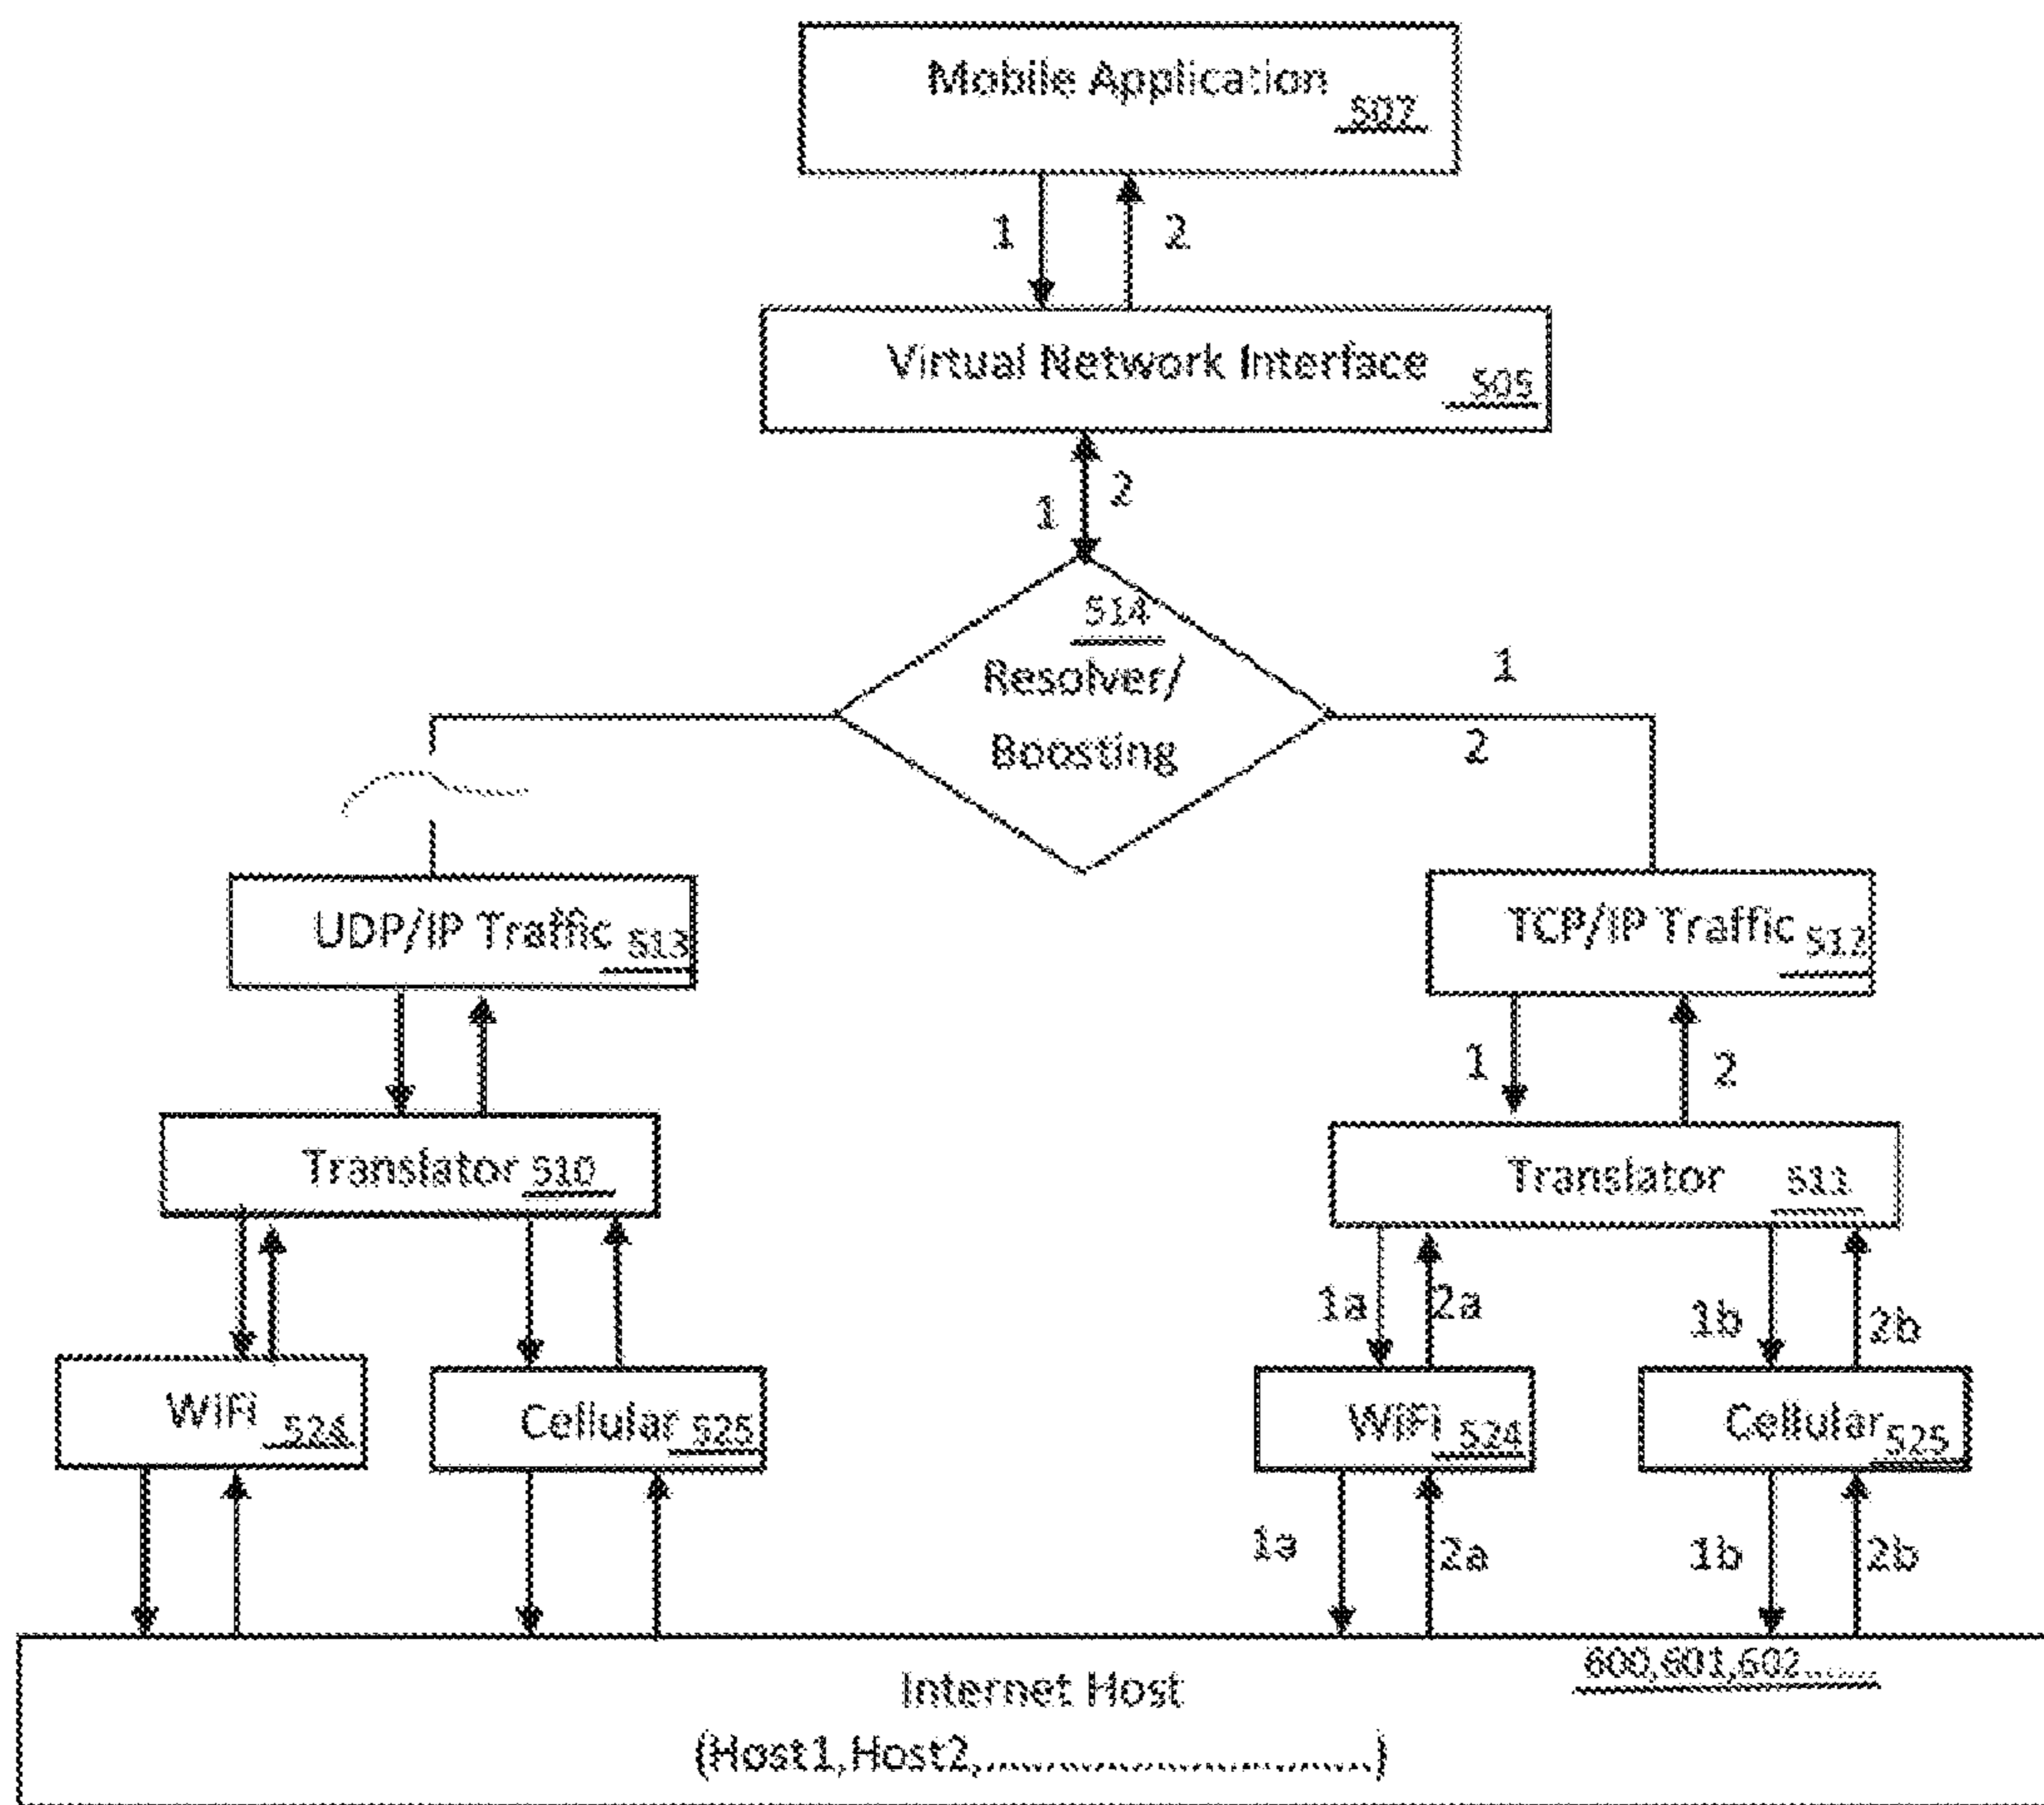 Mobile Application
507
1 2
Virtual Network Interface
505
1 2
514
Resolver/
Boosting
1
2
UDP/IP Traffic 513
TCP/IP Traffic 512
1 2
Translator 510
Translator 511
1a 2a 1b 2b
WiFi 524
Cellular 525
WiFi 524
Cellular 525
1a 2a 1b 2b
600,601,602.......
Internet Host
(Host1,Host2,..............................)